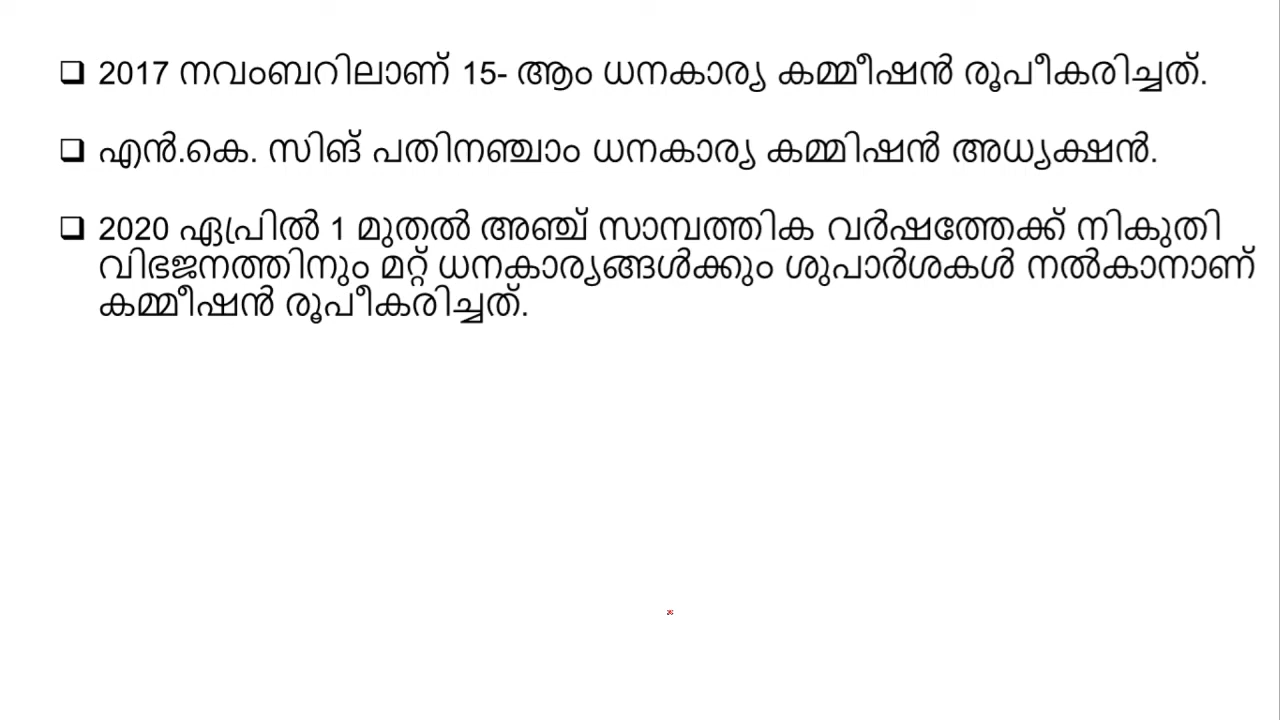 ❑ 2017 നവംബറിലാണ് 15- ആം ധനകാര്യ കമ്മീഷൻ രൂപീകരിച്ചത്.
❑ എൻ.കെ. സിങ് പതിനഞ്ചാം ധനകാര്യ കമ്മിഷൻ അധ്യക്ഷൻ.
❑ 2020 ഏപ്രിൽ 1 മുതൽ അഞ്ച് സാമ്പത്തിക വർഷത്തേക്ക് നികുതി
വിഭജനത്തിനും മറ്റ് ധനകാര്യങ്ങൾക്കും ശുപാർശകൾ നൽകാനാണ്
കമ്മീഷൻ രൂപീകരിച്ചത്.